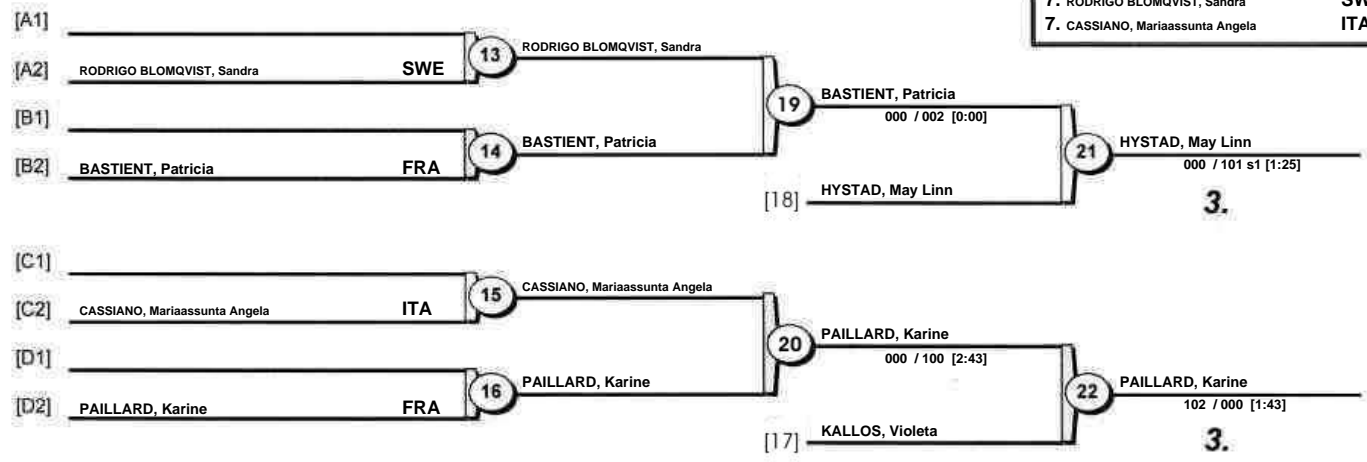 7. RODRIGO BLOMQVIST, Sandra SW
7. CASSIANO, Mariaassunta Angela ITA
[A1]
13 RODRIGO BLOMQVIST, Sandra
[A2] RODRIGO BLOMQVIST, Sandra SWE
19 BASTIENT, Patricia
000 / 002 [0:00]
[B1]
14 BASTIENT, Patricia
21 HYSTAD, May Linn
000 / 101 s1 [1:25]
[B2] BASTIENT, Patricia FRA
[18] HYSTAD, May Linn
3.
[C1]
15 CASSIANO, Mariaassunta Angela
[C2] CASSIANO, Mariaassunta Angela ITA
20 PAILLARD, Karine
000 / 100 [2:43]
[D1]
16 PAILLARD, Karine
22 PAILLARD, Karine
102 / 000 [1:43]
[D2] PAILLARD, Karine FRA
[17] KALLOS, Violeta
3.